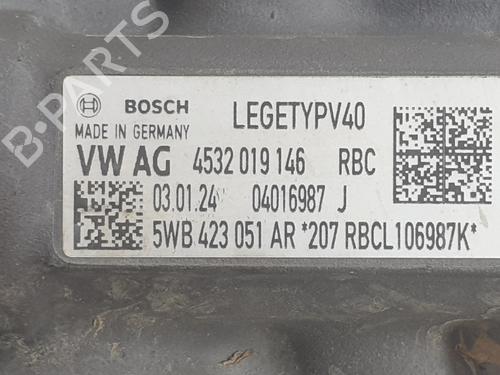 BOSCH LEGETYPV40
MADE IN GERMANY
VW AG 4532 019 146 RBC
03.01.24 04016987 J
5WB 423 051 AR *207 RBCL106987K*
B-PARTS